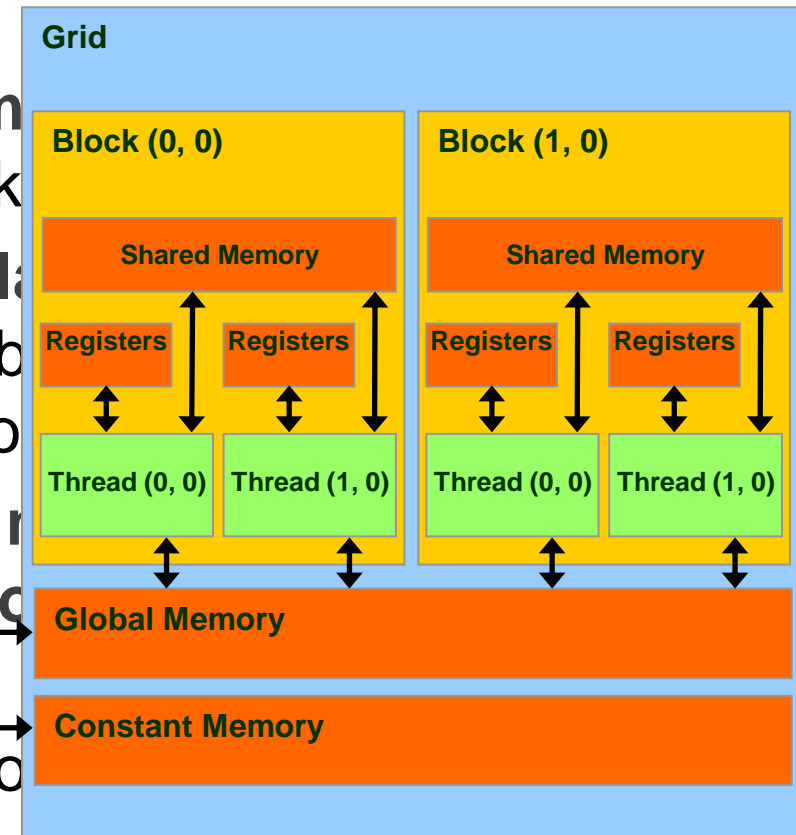 Grid
Block (0, 0)
Block (1, 0)
Shared Memory
Shared Memory
Registers
Registers
Registers
Registers
Thread (0, 0)
Thread (1, 0)
Thread (0, 0)
Thread (1, 0)
Global Memory
Constant Memory